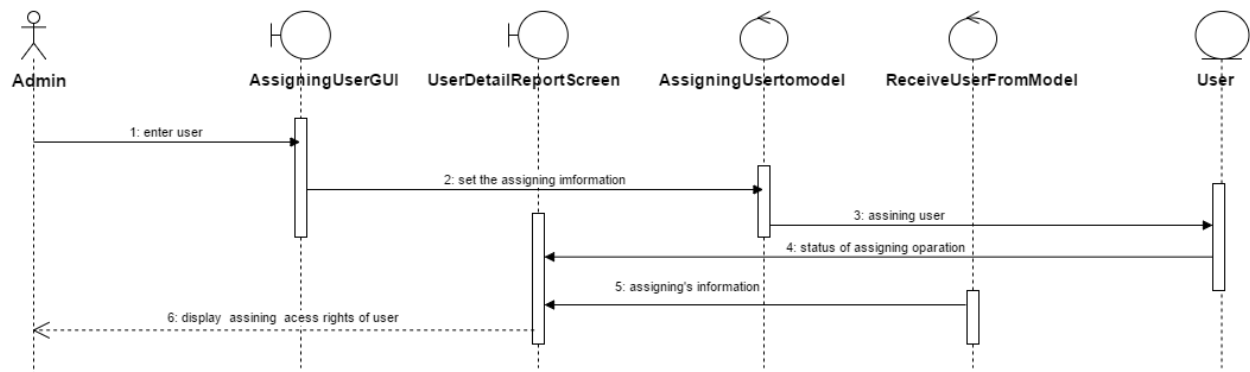 Admin
AssigningUserGUI
UserDetailReportScreen
AssigningUsertomodel
ReceiveUserFromModel
User
1: enter user
2: set the assigning imformation
3: assining user
4: status of assigning oparation
5: assigning's information
6: display assining acess rights of user